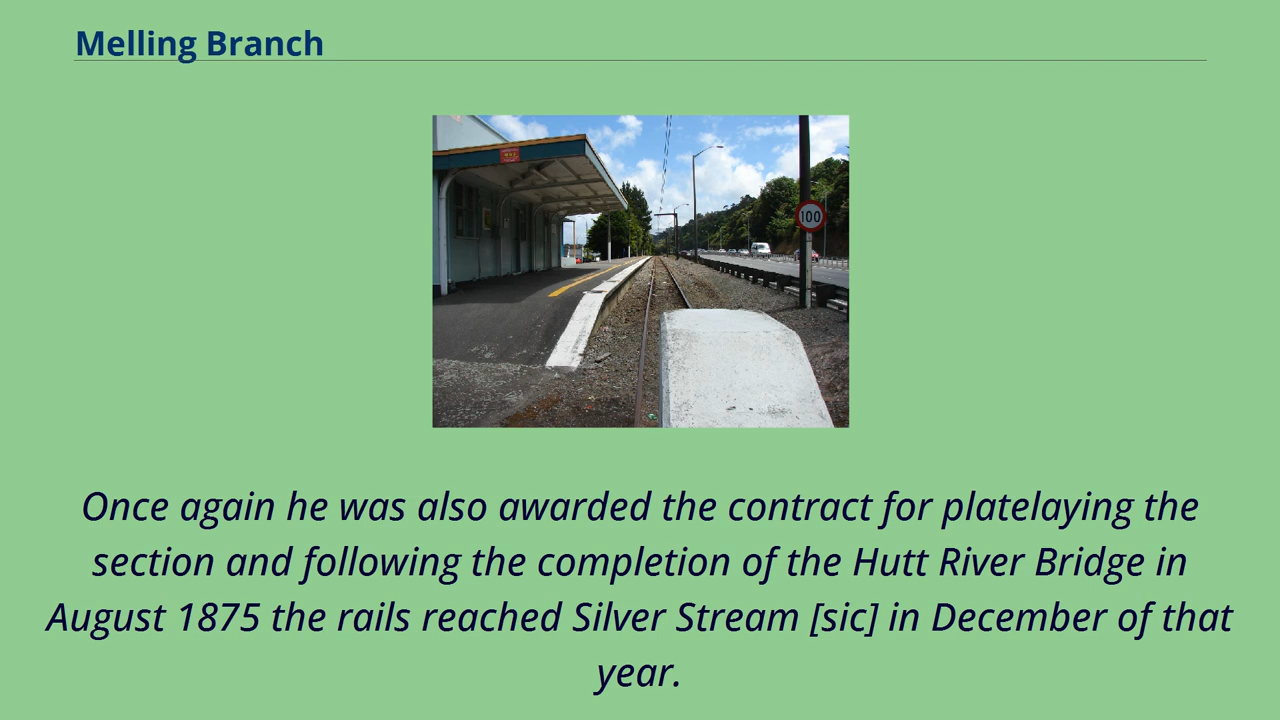 Melling Branch
100
Once again he was also awarded the contract for platelaying the
section and following the completion of the Hutt River Bridge in
August 1875 the rails reached Silver Stream [sic] in December of that
year.